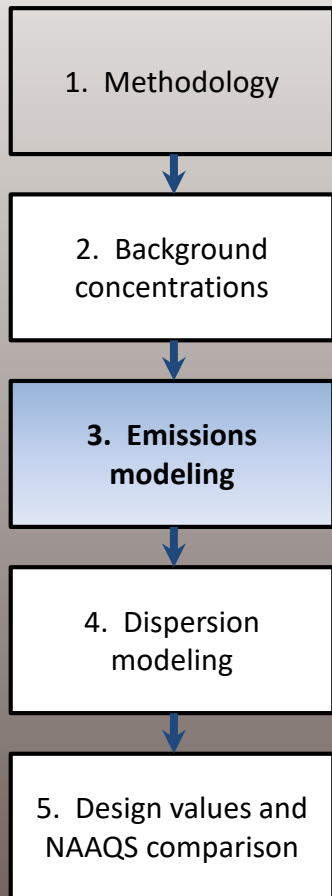 1. Methodology
2. Background
concentrations
3. Emissions
modeling
4. Dispersion
modeling
5. Design values and
NAAQS comparison